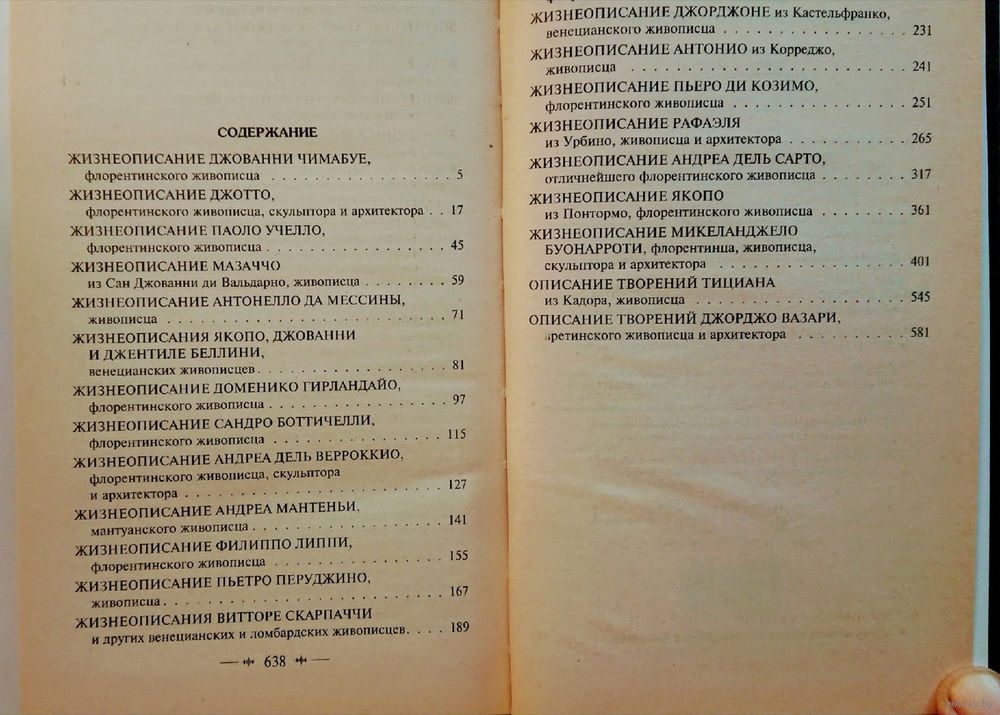 СОДЕРЖАНИЕ
ЖИЗНЕОПИСАНИЕ ДЖОВАННИ ЧИМАБУЕ,
флорентинского живописца . . . . . . . . . . . . . . . . . 5
ЖИЗНЕОПИСАНИЕ ДЖОТТО,
флорентинского живописца, скульптора и архитектора . . 17
ЖИЗНЕОПИСАНИЕ ПАОЛО УЧЕЛЛО,
флорентинского живописца . . . . . . . . . . . . . . . . . 45
ЖИЗНЕОПИСАНИЕ МАЗАЧЧО
из Сан Джованни ди Вальдарно, живописца . . . . . . . . 59
ЖИЗНЕОПИСАНИЕ АНТОНЕЛЛО ДА МЕССИНЫ,
живописца . . . . . . . . . . . . . . . . . . . . . . . . . 71
ЖИЗНЕОПИСАНИЯ ЯКОПО, ДЖОВАННИ
И ДЖЕНТИЛЕ БЕЛЛИНИ,
венецианских живописцев . . . . . . . . . . . . . . . . . 81
ЖИЗНЕОПИСАНИЕ ДОМЕНИКО ГИРЛАНДАЙО,
флорентинского живописца . . . . . . . . . . . . . . . . . 97
ЖИЗНЕОПИСАНИЕ САНДРО БОТТИЧЕЛЛИ,
флорентинского живописца . . . . . . . . . . . . . . . . 115
ЖИЗНЕОПИСАНИЕ АНДРЕА ДЕЛЬ ВЕРРОККИО,
флорентинского живописца, скульптора
и архитектора . . . . . . . . . . . . . . . . . . . . . . . 127
ЖИЗНЕОПИСАНИЕ АНДРЕА МАНТЕНЬИ,
мантуанского живописца . . . . . . . . . . . . . . . . . 141
ЖИЗНЕОПИСАНИЕ ФИЛИППО ЛИППИ,
флорентинского живописца . . . . . . . . . . . . . . . . 155
ЖИЗНЕОПИСАНИЕ ПЬЕТРО ПЕРУДЖИНО,
живописца . . . . . . . . . . . . . . . . . . . . . . . . . 167
ЖИЗНЕОПИСАНИЯ ВИТТОРЕ СКАРПАЧЧИ
и других венецианских и ломбардских живописцев. . . . 189
638
ЖИЗНЕОПИСАНИЕ ДЖОРДЖОНЕ из Кастельфранко,
венецианского живописца . . . . . . . . . . . . . . . . . 231
ЖИЗНЕОПИСАНИЕ АНТОНИО из Корреджо,
живописца . . . . . . . . . . . . . . . . . . . . . . . . . 241
ЖИЗНЕОПИСАНИЕ ПЬЕРО ДИ КОЗИМО,
флорентинского живописца . . . . . . . . . . . . . . . . 251
ЖИЗНЕОПИСАНИЕ РАФАЭЛЯ
из Урбино, живописца и архитектора . . . . . . . . . . . 265
ЖИЗНЕОПИСАНИЕ АНДРЕА ДЕЛЬ САРТО,
отличнейшего флорентинского живописца . . . . . . . . 317
ЖИЗНЕОПИСАНИЕ ЯКОПО
из Понтормо, флорентинского живописца . . . . . . . . 361
ЖИЗНЕОПИСАНИЕ МИКЕЛАНДЖЕЛО
БУОНАРРОТИ, флорентинца, живописца,
скульптора и архитектора . . . . . . . . . . . . . . . . . 401
ОПИСАНИЕ ТВОРЕНИЙ ТИЦИАНА
из Кадора, живописца . . . . . . . . . . . . . . . . . . . 545
ОПИСАНИЕ ТВОРЕНИЙ ДЖОРДЖО ВАЗАРИ,
аретинского живописца и архитектора . . . . . . . . . . 581